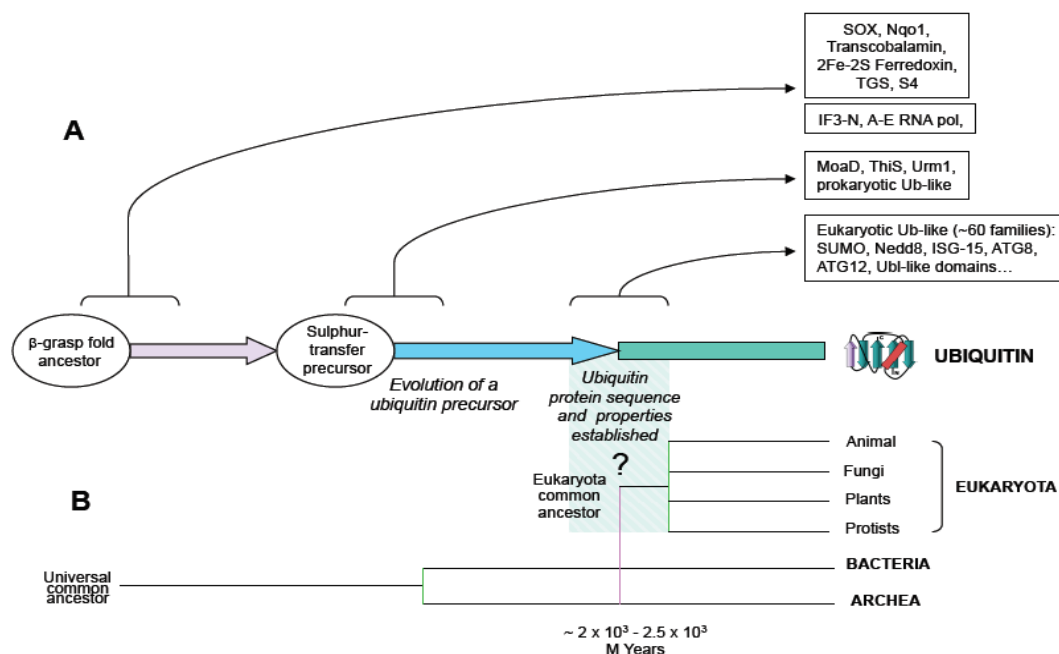 SOX, Nqo1,
Transcobalamin,
2Fe-2S Ferredoxin,
TGS, S4
A
IF3-N, A-E RNA pol,
MoaD, ThiS, Urm1,
prokaryotic Ub-like
Eukaryotic Ub-like (~60 families):
SUMO, Nedd8, ISG-15, ATG8,
ATG12, Ubl-like domains…
β-grasp fold
ancestor
Sulphur-
transfer
precursor
UBIQUITIN
Evolution of a
ubiquitin precursor
Ubiquitin
protein sequence
and properties
established
?
Eukaryota
common
ancestor
Animal
Fungi
Plants
Protists
EUKARYOTA
B
BACTERIA
Universal
common
ancestor
ARCHEA
~ 2 x 10³ - 2.5 x 10³
M Years